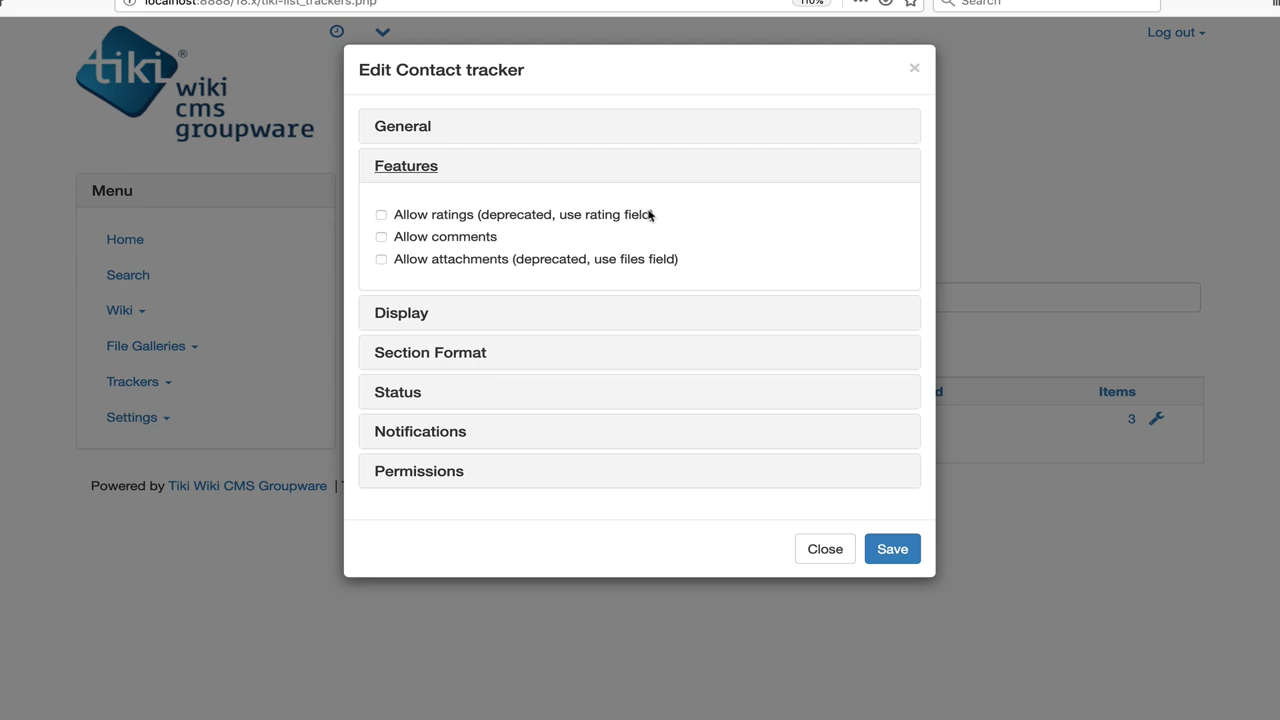 localhost:8888/18.x/tiki-list_trackers.php
110%
Search
tiki®
wiki
cms
groupware
Log out
Menu
Home
Search
Wiki
File Galleries
Trackers
Settings
Powered by Tiki Wiki CMS Groupware |
Edit Contact tracker
×
General
Features
Allow ratings (deprecated, use rating field)
Allow comments
Allow attachments (deprecated, use files field)
Display
Section Format
Status
Notifications
Permissions
Close
Save
Items
3